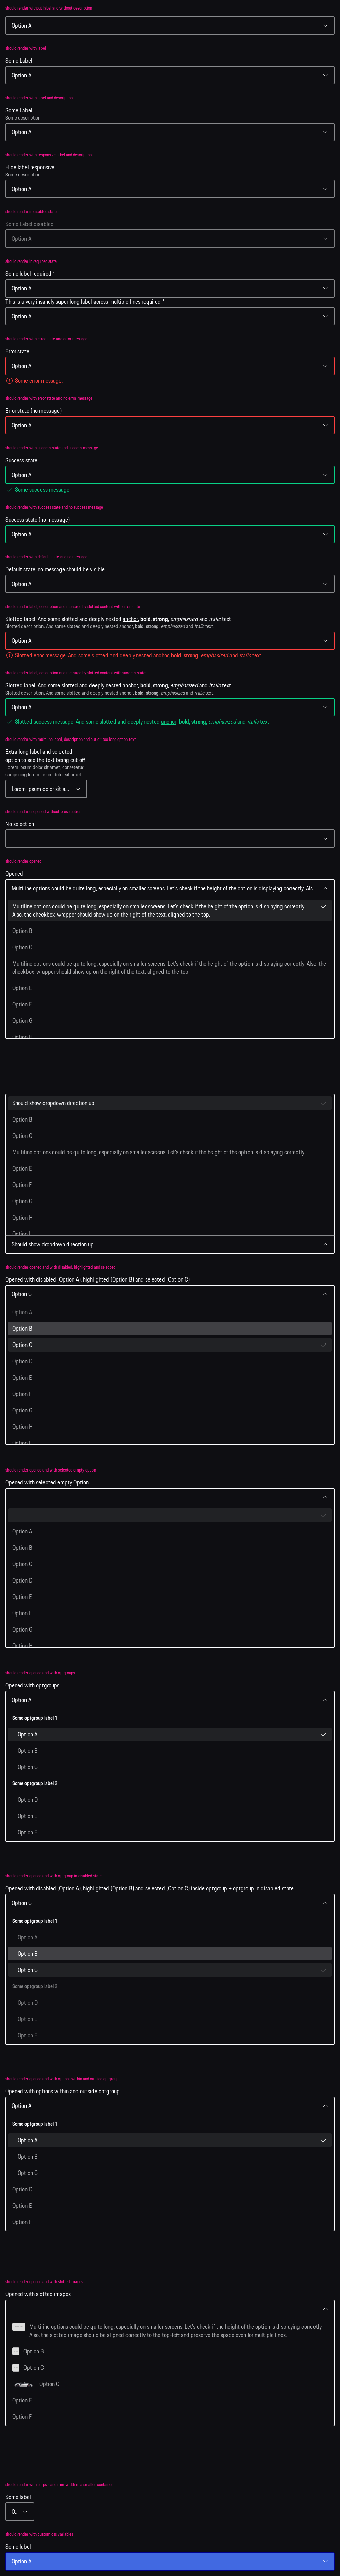 should render without label and without description
Option A
should render with label
Some Label
Option A
should render with label and description
Some Label
Some description
Option A
should render with responsive label and description
Hide label responsive
Some description
Option A
should render in disabled state
Some Label disabled
Option A
should render in required state
Some label required *
Option A
This is a very insanely super long label across multiple lines required *
Option A
should render with error state and error message
Error state
Option A
Some error message.
should render with error state and no error message
Error state (no message)
Option A
should render with success state and success message
Success state
Option A
Some success message.
should render with success state and no success message
Success state (no message)
Option A
should render with default state and no message
Default state, no message should be visible
Option A
should render label, description and message by slotted content with error state
Slotted label. And some slotted and deeply nested anchor, bold, strong, emphasized and italic text.
Slotted description. And some slotted and deeply nested anchor, bold, strong, emphasized and italic text.
Option A
Slotted error message. And some slotted and deeply nested anchor, bold, strong, emphasized and italic text.
should render label, description and message by slotted content with success state
Slotted label. And some slotted and deeply nested anchor, bold, strong, emphasized and italic text.
Slotted description. And some slotted and deeply nested anchor, bold, strong, emphasized and italic text.
Option A
Slotted success message. And some slotted and deeply nested anchor, bold, strong, emphasized and italic text.
should render with multiline label, description and cut off too long option text
Extra long label and selected
option to see the text being cut off
Lorem ipsum dolor sit amet, consetetur
sadipscing lorem ipsum dolor sit amet
Lorem ipsum dolor sit a...
should render unopened without preselection
No selection
should render opened
Opened
Multiline options could be quite long, especially on smaller screens. Let's check if the height of the option is displaying correctly. Als...
Multiline options could be quite long, especially on smaller screens. Let's check if the height of the option is displaying correctly.
Also, the checkbox-wrapper should show up on the right of the text, aligned to the top.
Option B
Option C
Multiline options could be quite long, especially on smaller screens. Let's check if the height of the option is displaying correctly. Also, the
checkbox-wrapper should show up on the right of the text, aligned to the top.
Option E
Option F
Option G
Option H
Should show dropdown direction up
Option B
Option C
Multiline options could be quite long, especially on smaller screens. Let's check if the height of the option is displaying correctly.
Option E
Option F
Option G
Option H
Option I
Should show dropdown direction up
should render opened and with disabled, highlighted and selected
Opened with disabled (Option A), highlighted (Option B) and selected (Option C)
Option C
Option A
Option B
Option C
Option D
Option E
Option F
Option G
Option H
Option I
should render opened and with selected empty option
Opened with selected empty Option
Option A
Option B
Option C
Option D
Option E
Option F
Option G
Option H
should render opened and with optgroups
Opened with optgroups
Option A
Some optgroup label 1
Option A
Option B
Option C
Some optgroup label 2
Option D
Option E
Option F
should render opened and with optgroup in disabled state
Opened with disabled (Option A), highlighted (Option B) and selected (Option C) inside optgroup + optgroup in disabled state
Option C
Some optgroup label 1
Option A
Option B
Option C
Some optgroup label 2
Option D
Option E
Option F
should render opened and with options within and outside optgroup
Opened with options within and outside optgroup
Option A
Some optgroup label 1
Option A
Option B
Option C
Option D
Option E
Option F
should render opened and with slotted images
Opened with slotted images
Multiline options could be quite long, especially on smaller screens. Let's check if the height of the option is displaying correctly.
Also, the slotted image should be aligned correctly to the top-left and preserve the space even for multiple lines.
Option B
Option C
Option C
Option E
Option F
should render with ellipsis and min-width in a smaller container
Some label
O...
should render with custom css variables
Some label
Option A